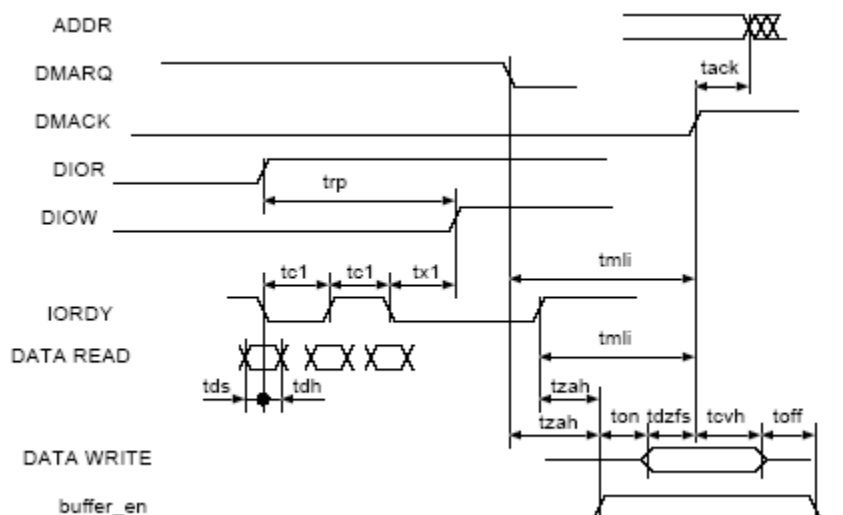 ADDR
DMARQ
tack
DMACK
DIOR
trp
DIOW
tmli
tc1 tc1 tx1
IORDY
tmli
DATA READ
tds tdh
tzah
tzah ton tdzfs tcvh toff
DATA WRITE
buffer_en